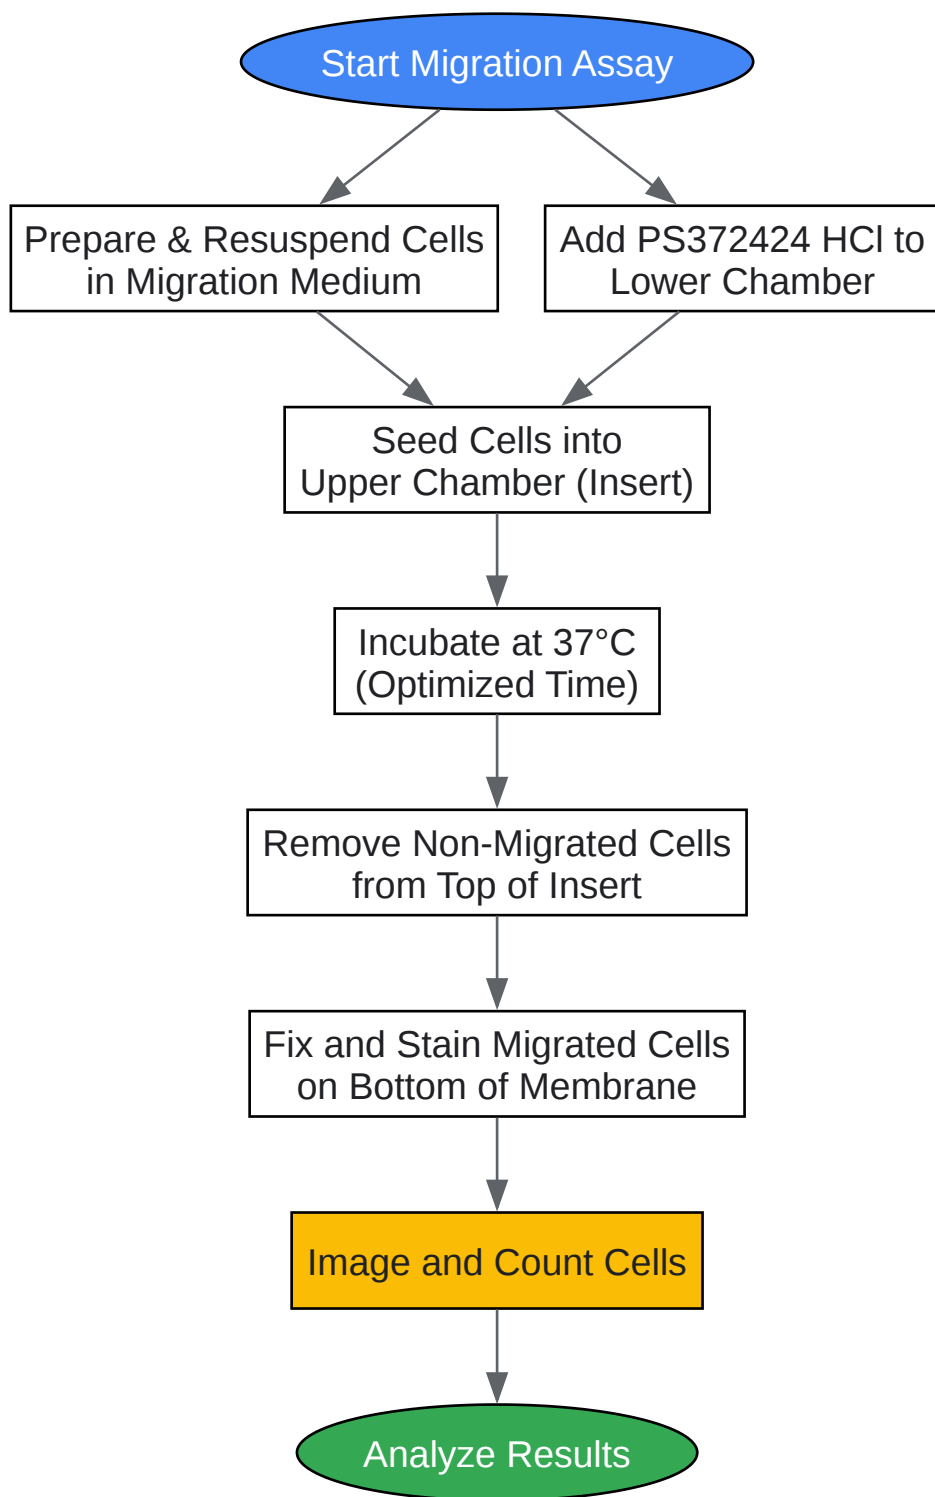 Start Migration Assay
Prepare & Resuspend Cells
in Migration Medium
Add PS372424 HCl to
Lower Chamber
Seed Cells into
Upper Chamber (Insert)
Incubate at 37°C
(Optimized Time)
Remove Non-Migrated Cells
from Top of Insert
Fix and Stain Migrated Cells
on Bottom of Membrane
Image and Count Cells
Analyze Results